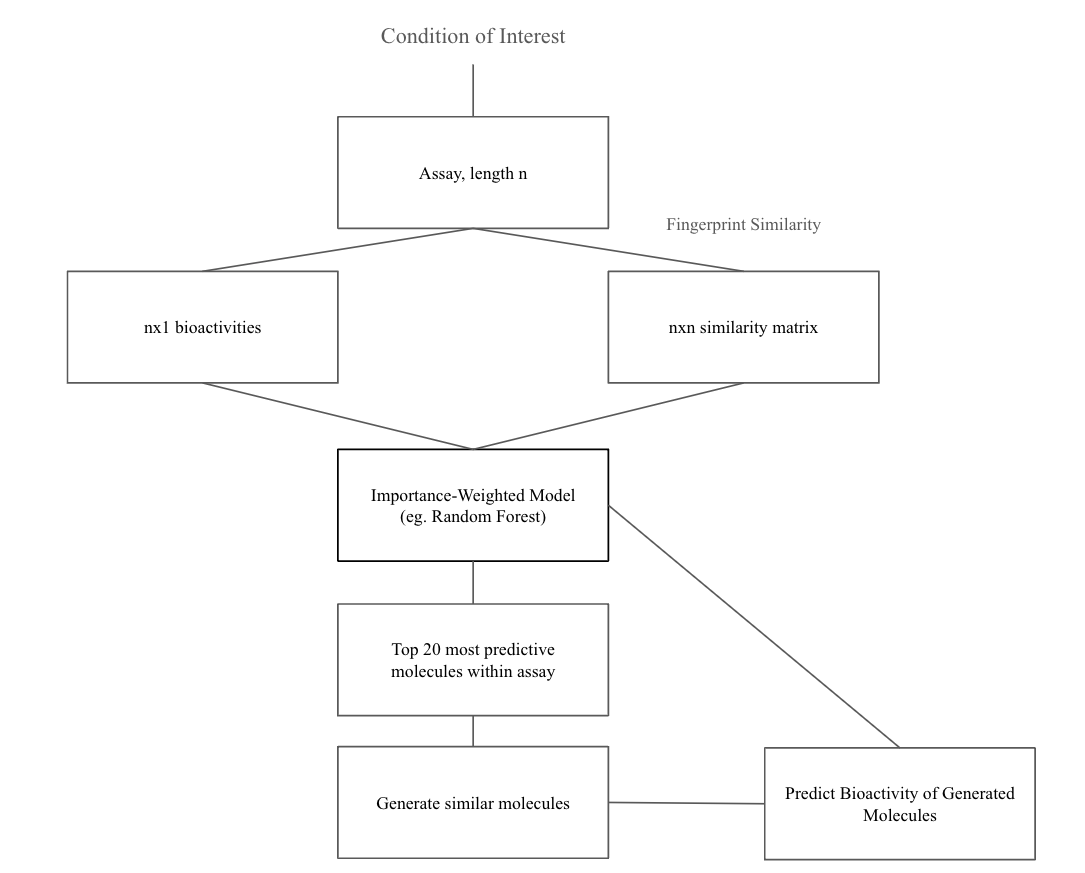 Condition of Interest
Assay, length n
Fingerprint Similarity
nx1 bioactivities
nxn similarity matrix
Importance-Weighted Model
(eg. Random Forest)
Top 20 most predictive
molecules within assay
Generate similar molecules
Predict Bioactivity of Generated
Molecules